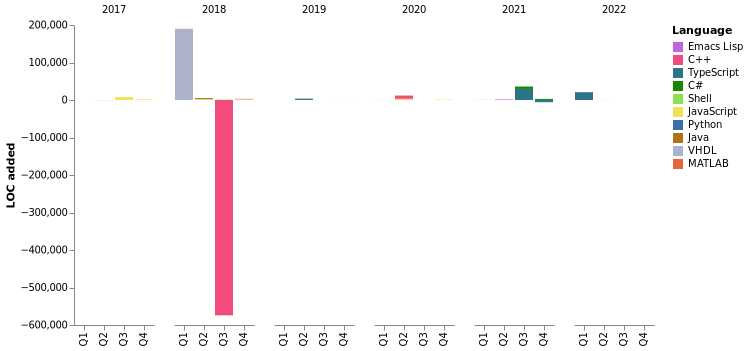 2017 2018 2019 2020 2021 2022
200,000
100,000
0
−100,000
−200,000
−300,000
−400,000
−500,000
−600,000
LOC added
Q1 Q2 Q3 Q4 Q1 Q2 Q3 Q4 Q1 Q2 Q3 Q4 Q1 Q2 Q3 Q4 Q1 Q2 Q3 Q4 Q1 Q2 Q3 Q4
Language
Emacs Lisp
C++
TypeScript
C#
Shell
JavaScript
Python
Java
VHDL
MATLAB